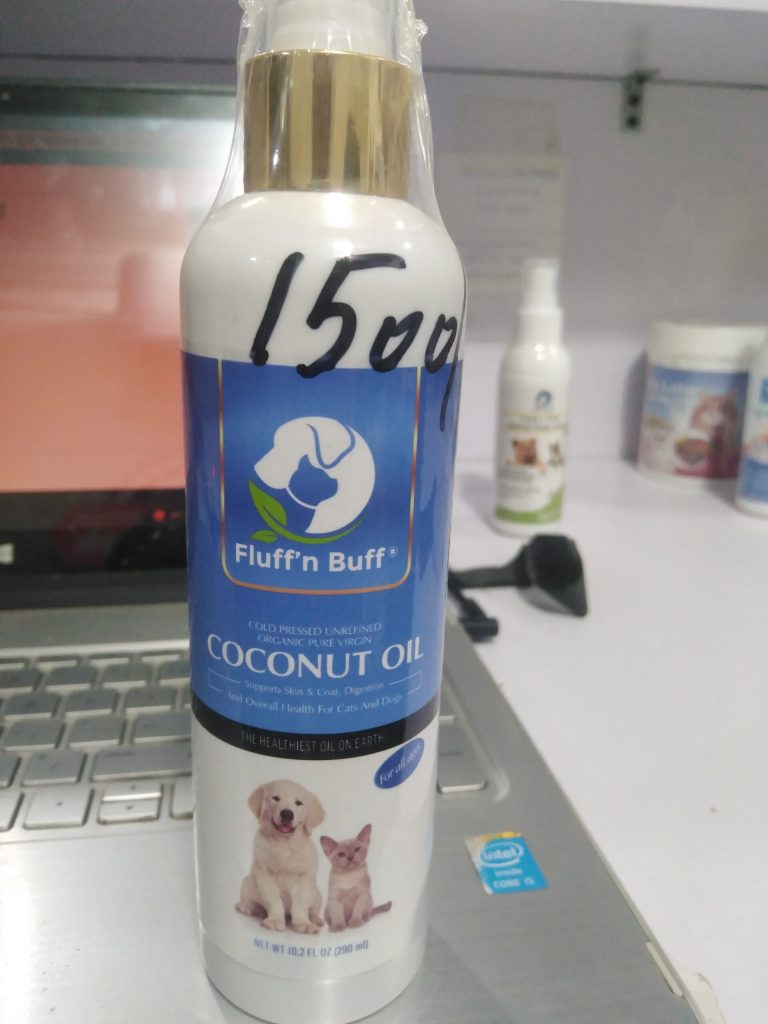 1500/
Fluff'n Buff®
COLD PRESSED UNREFINED
ORGANIC PURE VIRGIN
COCONUT OIL
Supports Skin & Coat, Digestion
And Overall Health For Cats And Dogs
THE HEALTHIEST OIL ON EARTH
For all ages
NET WT 10.2 FL OZ (290 ml)
intel
inside
CORE i5